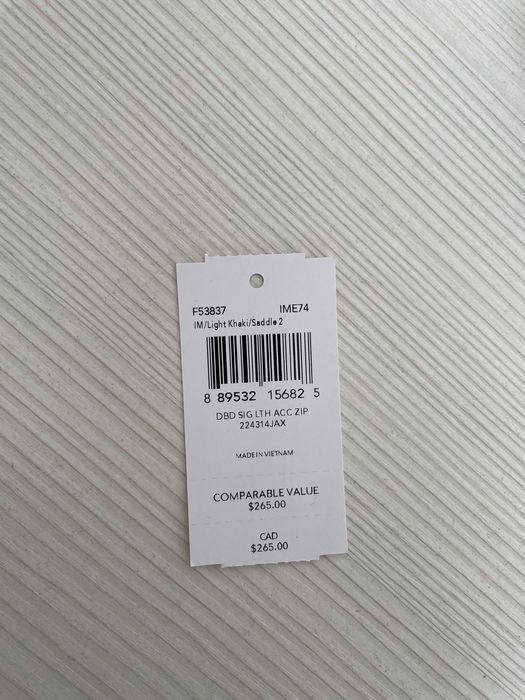 F53837 IME74
IM/Light Khaki/Saddle 2
8 89532 15682 5
DBD SIG LTH ACC ZIP
224314JAX
MADE IN VIETNAM
COMPARABLE VALUE
$265.00
CAD
$265.00